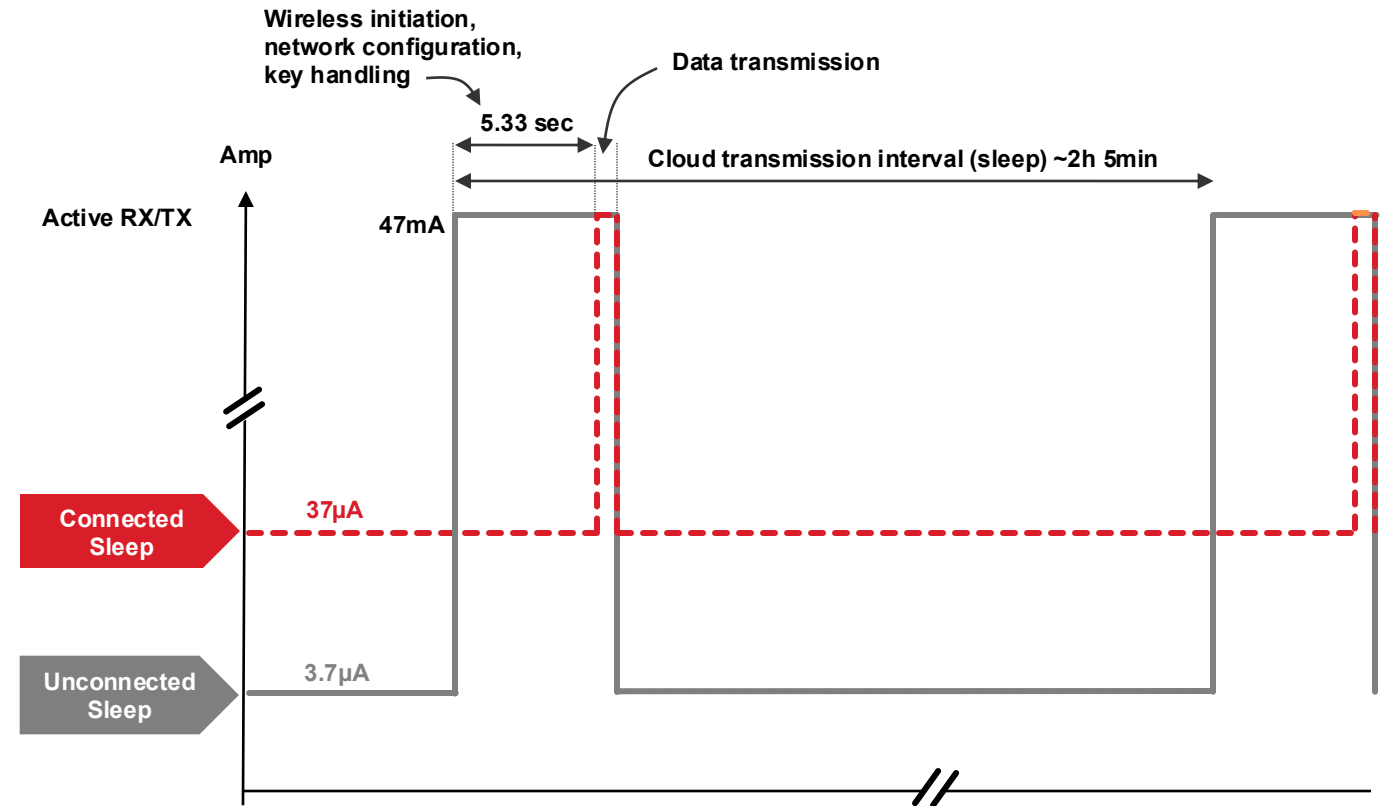 Wireless initiation,
network configuration,
key handling
Data transmission
5.33 sec
Amp
Cloud transmission interval (sleep) ~2h 5min
Active RX/TX
47mA
37µA
Connected
Sleep
3.7µA
Unconnected
Sleep